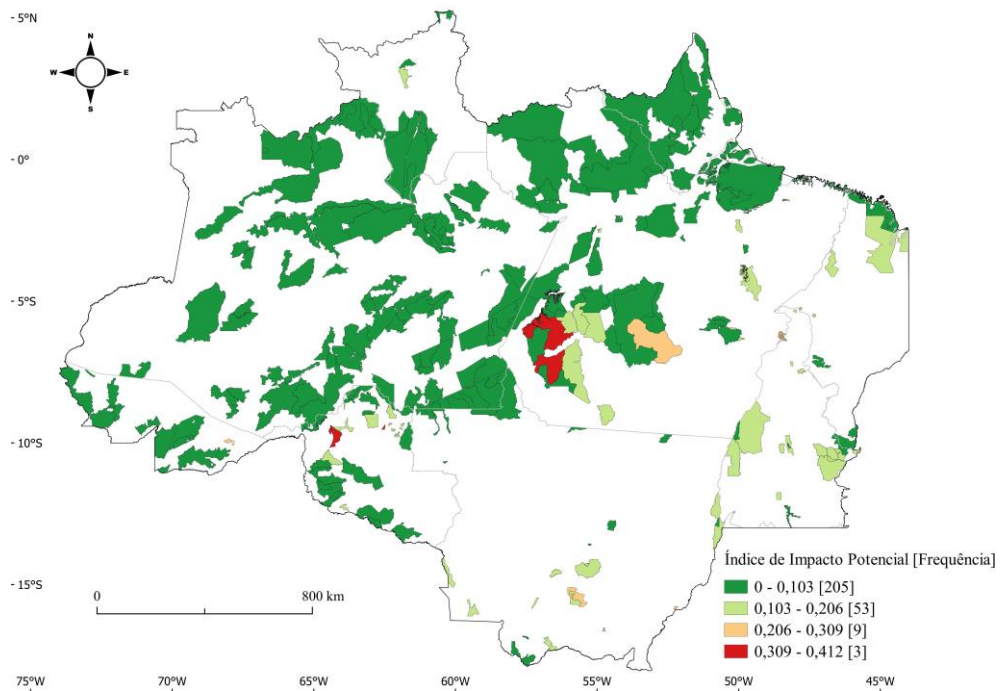 5°N
N
W E
S
0°
5°S
10°S
15°S
0 800 km
Índice de Impacto Potencial [Frequência]
0 - 0,103 [205]
0,103 - 0,206 [53]
0,206 - 0,309 [9]
0,309 - 0,412 [3]
75°W 70°W 65°W 60°W 55°W 50°W 45°W